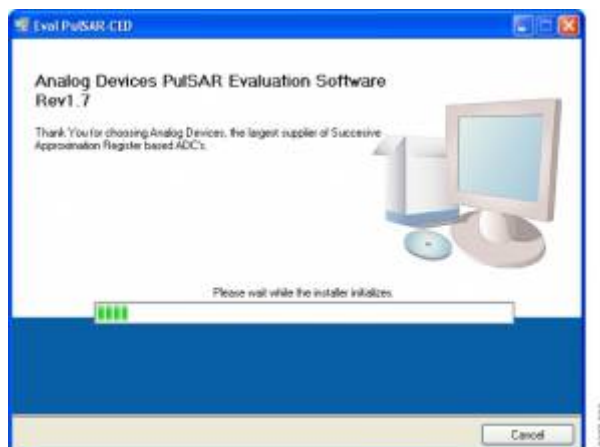 Eval PulSAR-CED
Analog Devices PulSAR Evaluation Software
Rev1.7
Thank You for choosing Analog Devices, the largest supplier of Succesive
Approximation Register based ADC's.
Please wait while the installer initializes.
Cancel